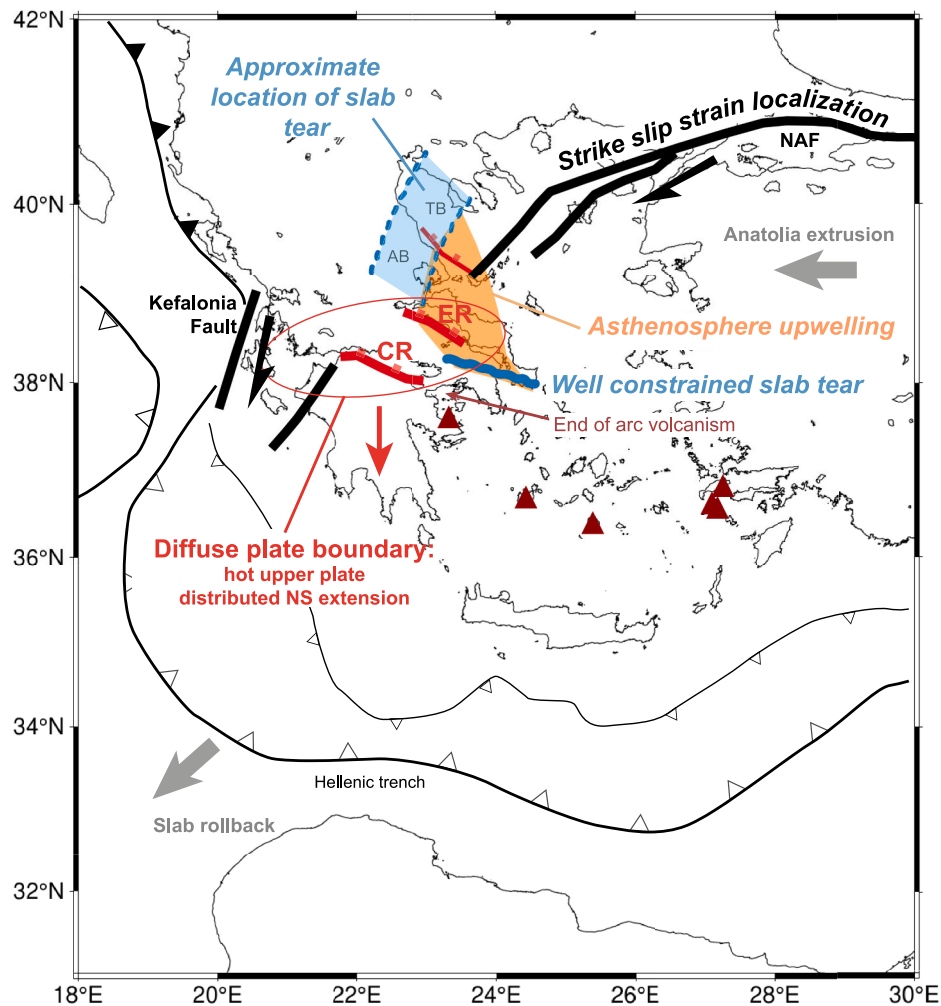 42°N
40°N
38°N
36°N
34°N
32°N
18°E
20°E
22°E
24°E
26°E
28°E
30°E
Approximate
location of slab
tear
Strike slip strain localization
NAF
TB
AB
Anatolia extrusion
Kefalonia
Fault
ER
Asthenosphere upwelling
CR
Well constrained slab tear
End of arc volcanism
Diffuse plate boundary:
hot upper plate
distributed NS extension
Hellenic trench
Slab rollback